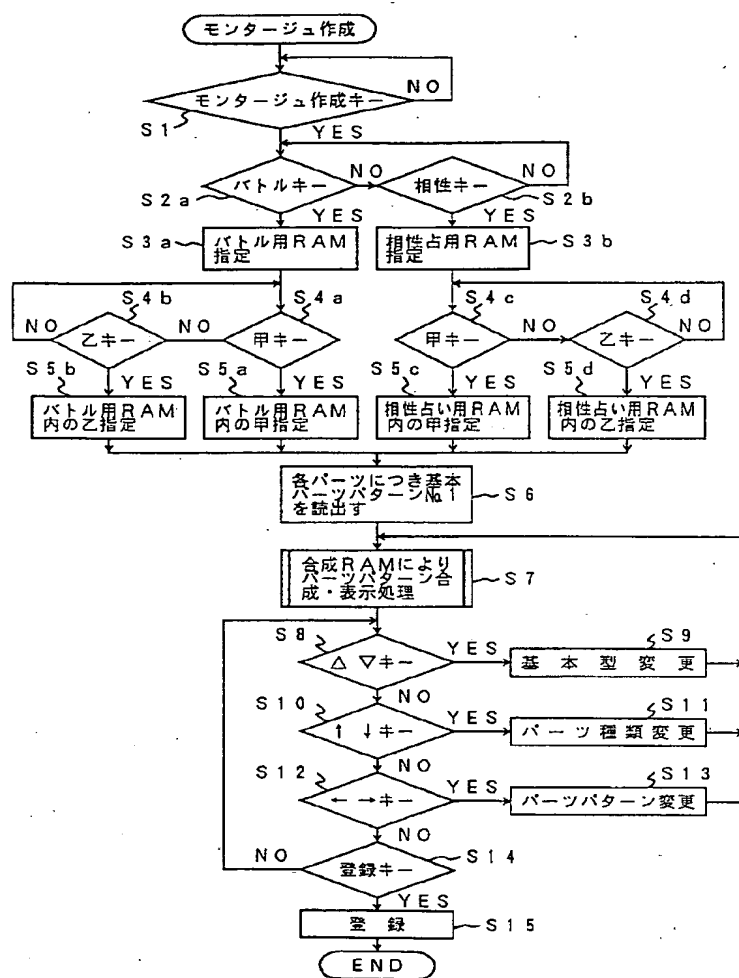 モンタージュ作成
NO
モンタージュ作成キー
S1
YES
NO
NO
バトルキー
相性キー
S2a
S2b
YES
YES
S3a
バトル用RAM
指定
相性占用RAM
指定
S3b
S4b
S4a
S4c
S4d
NO
乙キー
NO
甲キー
甲キー
NO
乙キー
NO
S5b
YES
S5a
YES
S5c
YES
S5d
YES
バトル用RAM
内の乙指定
バトル用RAM
内の甲指定
相性占い用RAM
内の甲指定
相性占い用RAM
内の乙指定
各パーツにつき基本
パーツパターン№1
を読出す
S6
合成RAMにより
パーツパターン合
成・表示処理
S7
S8
△ ▽キー
YES
S9
基本型変更
NO
S10
↑ ↓キー
YES
S11
パーツ種類変更
NO
S12
← →キー
YES
S13
パーツパターン変更
NO
NO
登録キー
S14
YES
登録
S15
END